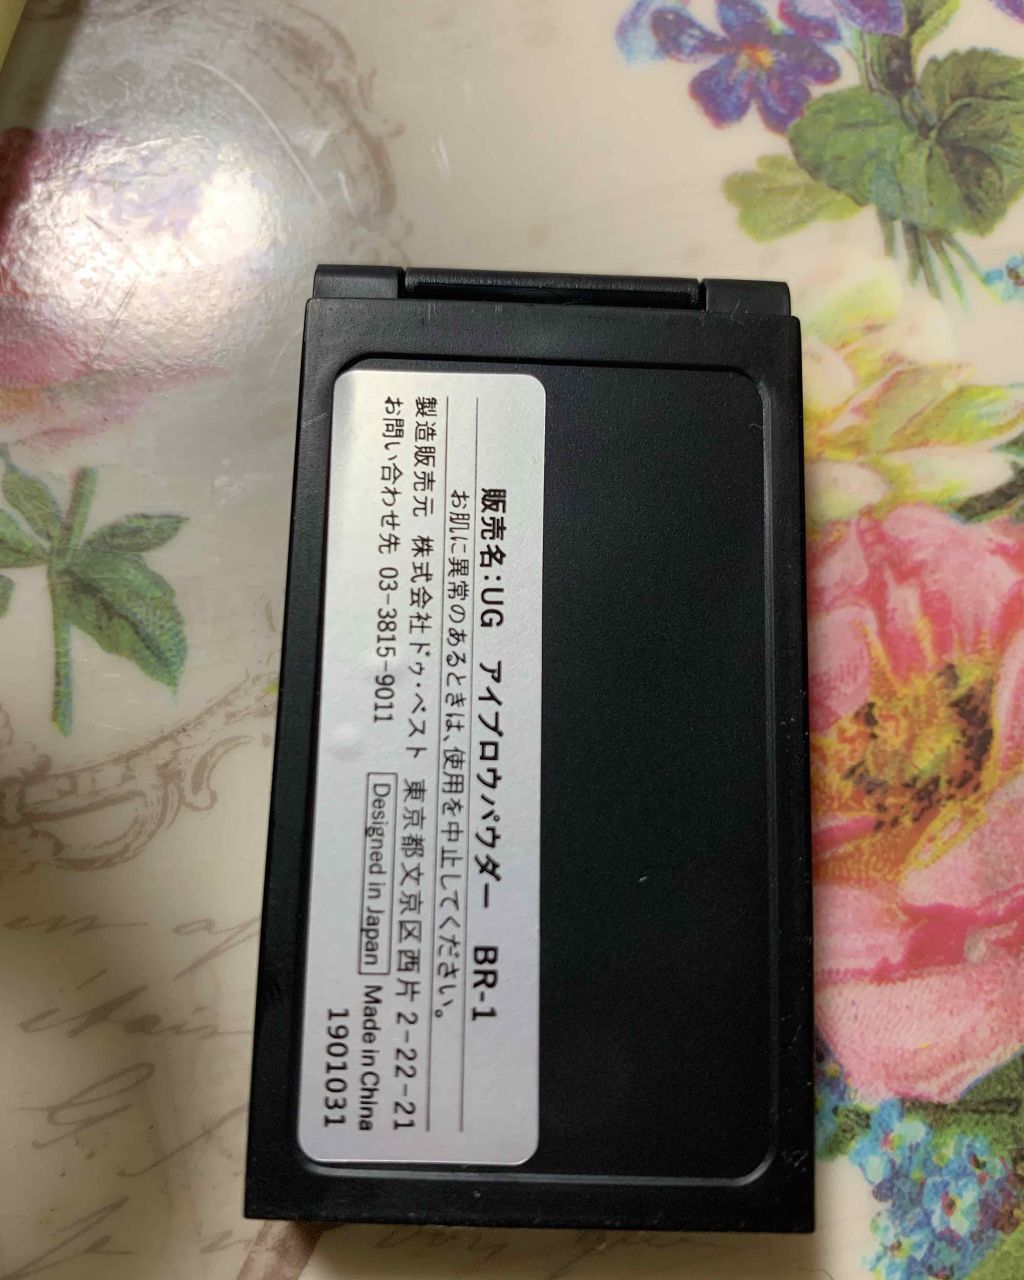 販売名：UG アイブロウパウダー BR-1
お肌に異常のあるときは、使用を中止してください。
製造販売元 株式会社ドゥ・ベスト 東京都文京区西片2-22-21
お問い合わせ先 03-3815-9011 Designed in Japan Made in China
1901031